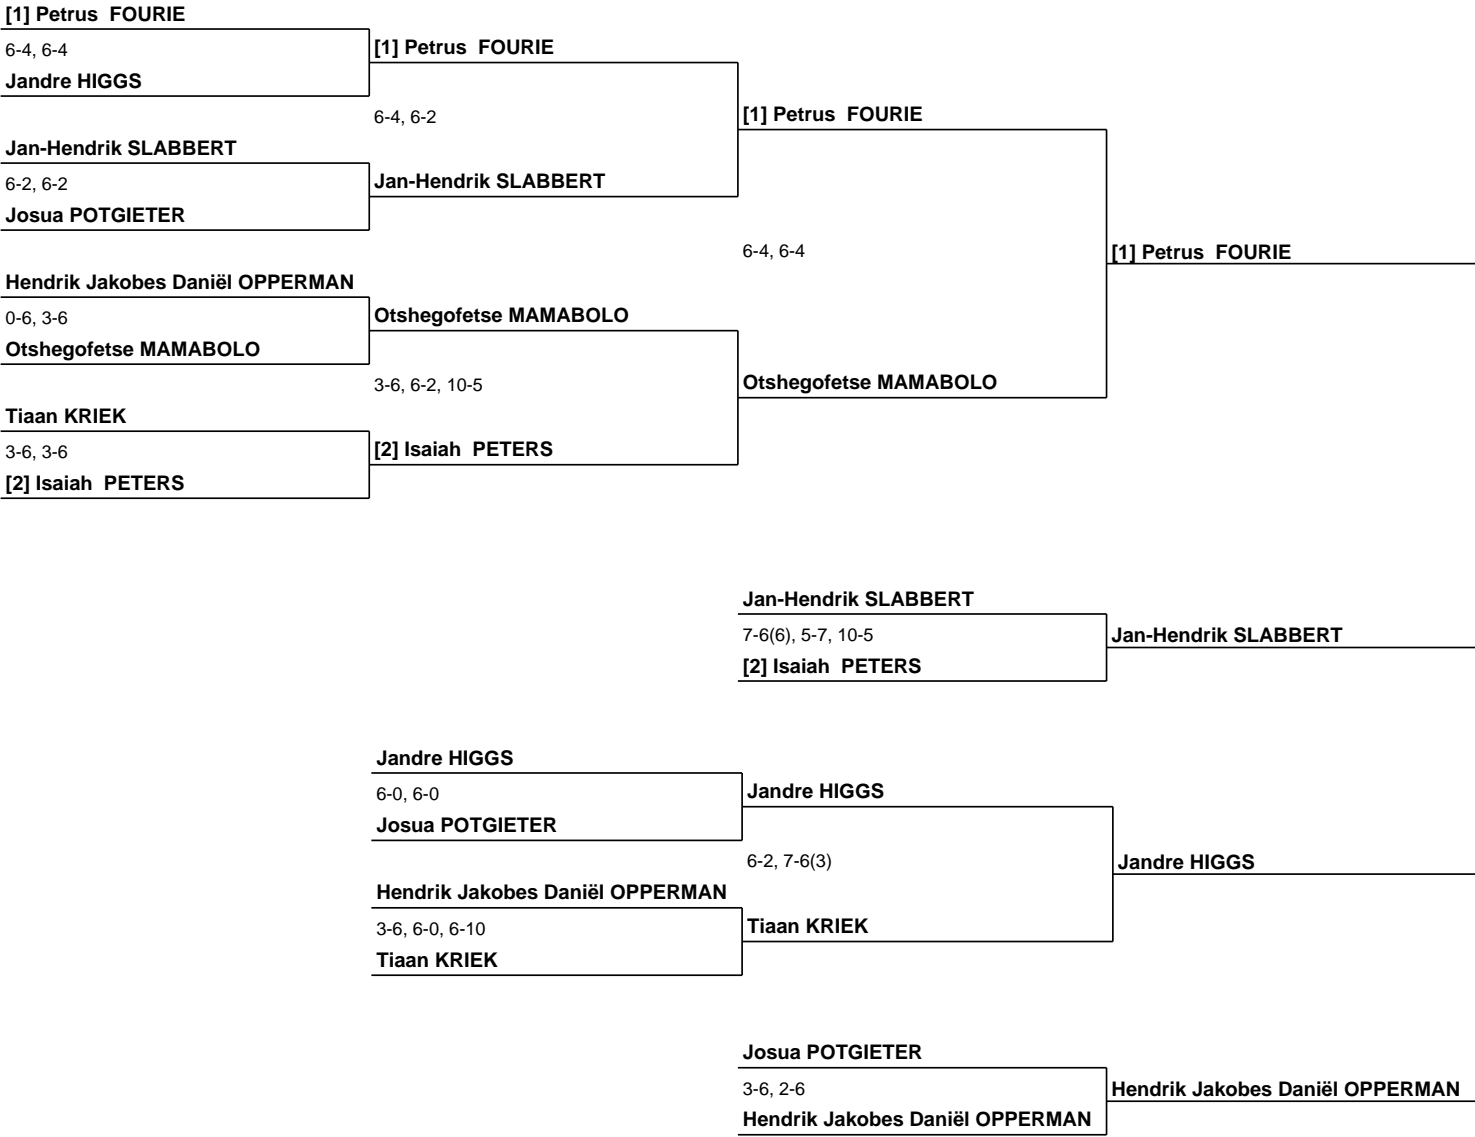 [1] Petrus  FOURIE
6-4, 6-4
Jandre HIGGS
[1] Petrus  FOURIE
6-4, 6-2
Jan-Hendrik SLABBERT
6-2, 6-2
Josua POTGIETER
Jan-Hendrik SLABBERT
[1] Petrus  FOURIE
6-4, 6-4
[1] Petrus  FOURIE
Hendrik Jakobes Daniël OPPERMAN
0-6, 3-6
Otshegofetse MAMABOLO
Otshegofetse MAMABOLO
3-6, 6-2, 10-5
Otshegofetse MAMABOLO
Tiaan KRIEK
3-6, 3-6
[2] Isaiah  PETERS
[2] Isaiah  PETERS
Jan-Hendrik SLABBERT
7-6(6), 5-7, 10-5
[2] Isaiah  PETERS
Jan-Hendrik SLABBERT
Jandre HIGGS
6-0, 6-0
Josua POTGIETER
Jandre HIGGS
6-2, 7-6(3)
Jandre HIGGS
Hendrik Jakobes Daniël OPPERMAN
3-6, 6-0, 6-10
Tiaan KRIEK
Tiaan KRIEK
Josua POTGIETER
3-6, 2-6
Hendrik Jakobes Daniël OPPERMAN
Hendrik Jakobes Daniël OPPERMAN